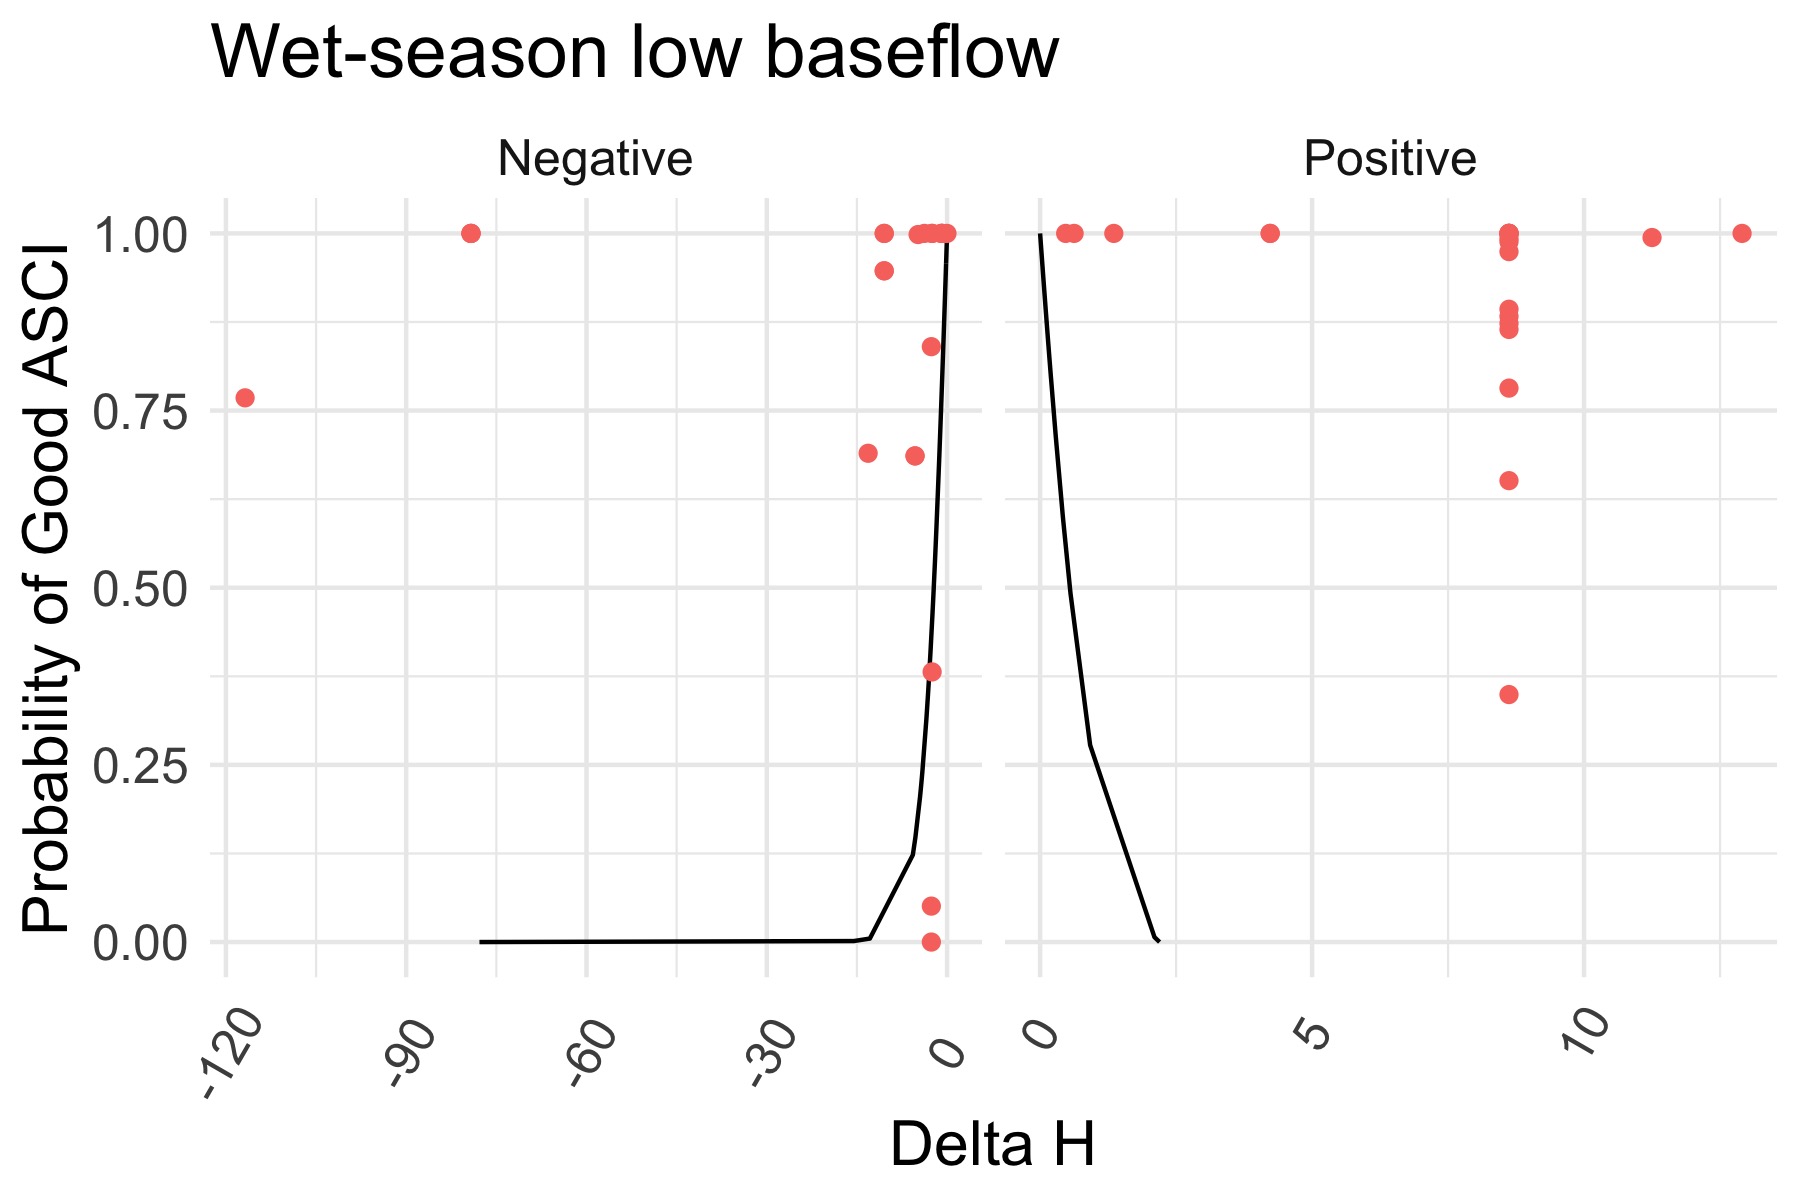 Wet-season low baseflow
Negative
Positive
Probability of Good ASCI
1.00
0.75
0.50
0.25
0.00
-120
-90
-60
-30
0
0
5
10
Delta H